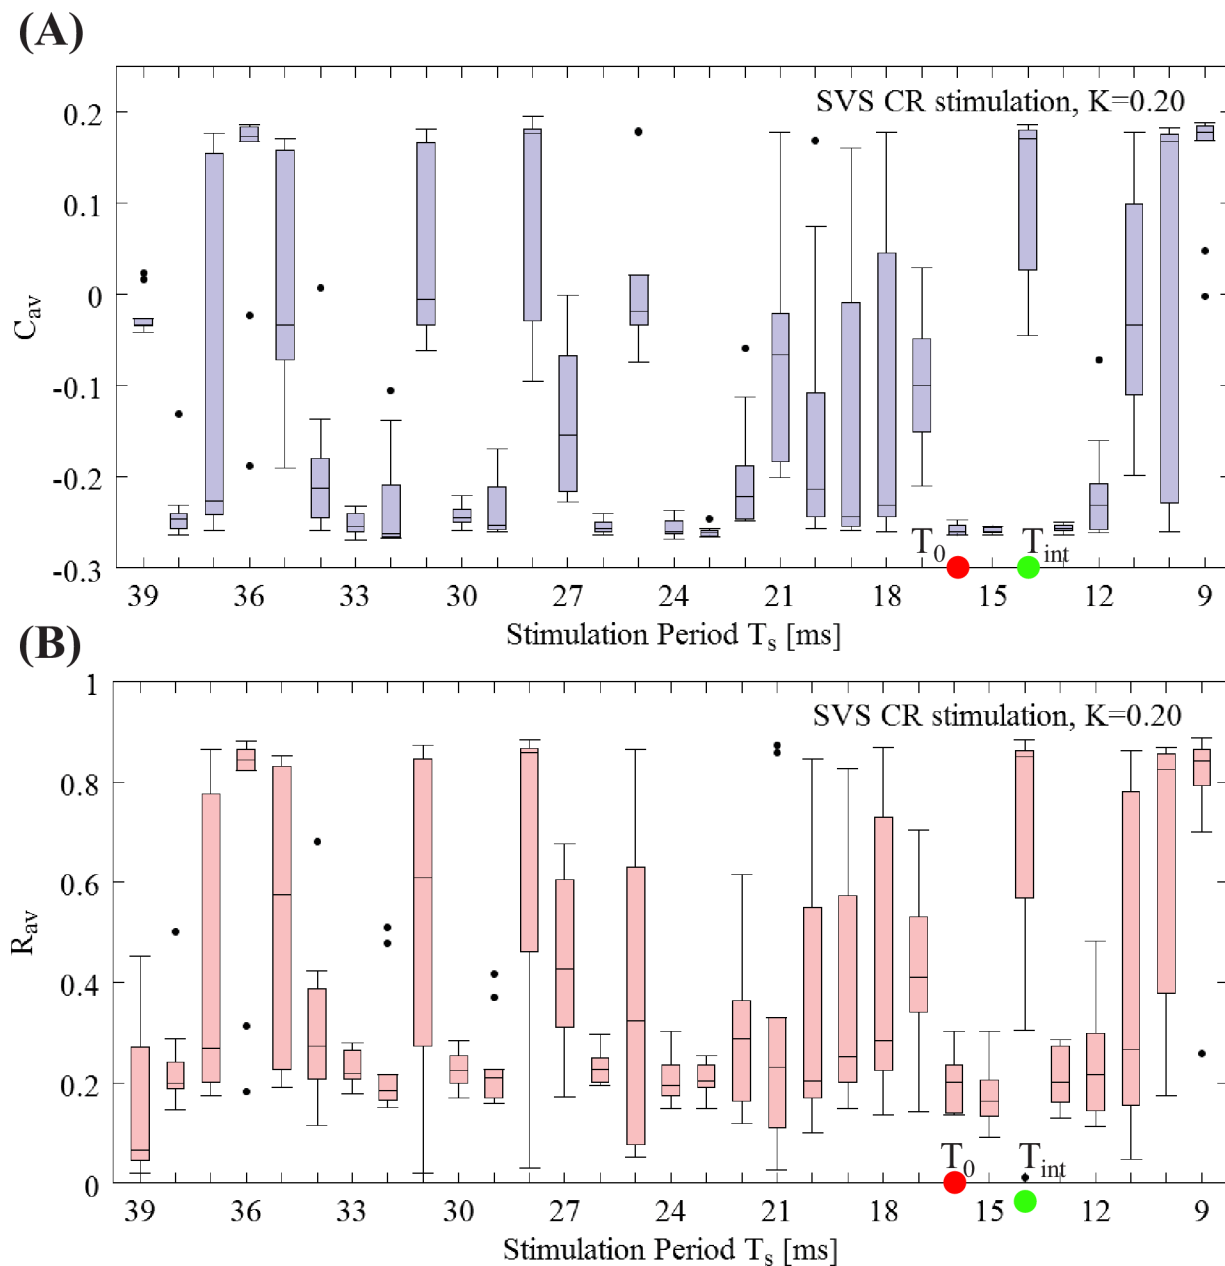 (A)
SVS CR stimulation, K=0.20
C_av
0.2
0.1
0
-0.1
-0.2
-0.3
T_0
T_int
39 36 33 30 27 24 21 18 15 12 9
Stimulation Period T_s [ms]
(B)
SVS CR stimulation, K=0.20
R_av
1
0.8
0.6
0.4
0.2
0
T_0
T_int
39 36 33 30 27 24 21 18 15 12 9
Stimulation Period T_s [ms]